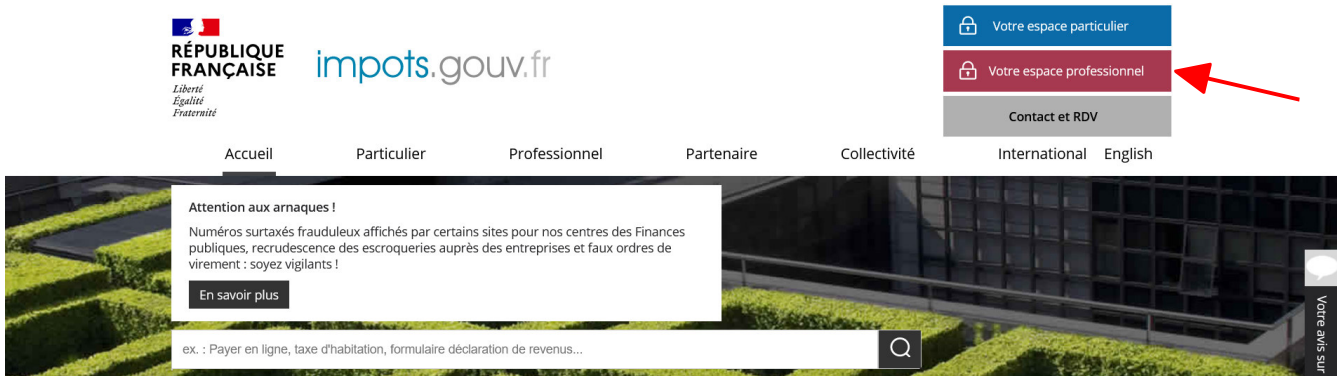 RÉPUBLIQUE
FRANÇAISE
Liberté
Égalité
Fraternité
impots.gouv.fr
Votre espace particulier
Votre espace professionnel
Contact et RDV
Accueil Particulier Professionnel Partenaire Collectivité International English
Attention aux arnaques !
Numéros surtaxés frauduleux affichés par certains sites pour nos centres des Finances
publiques, recrudescence des escroqueries auprès des entreprises et faux ordres de
virement : soyez vigilants !
En savoir plus
ex. : Payer en ligne, taxe d'habitation, formulaire déclaration de revenus...
Votre avis sur